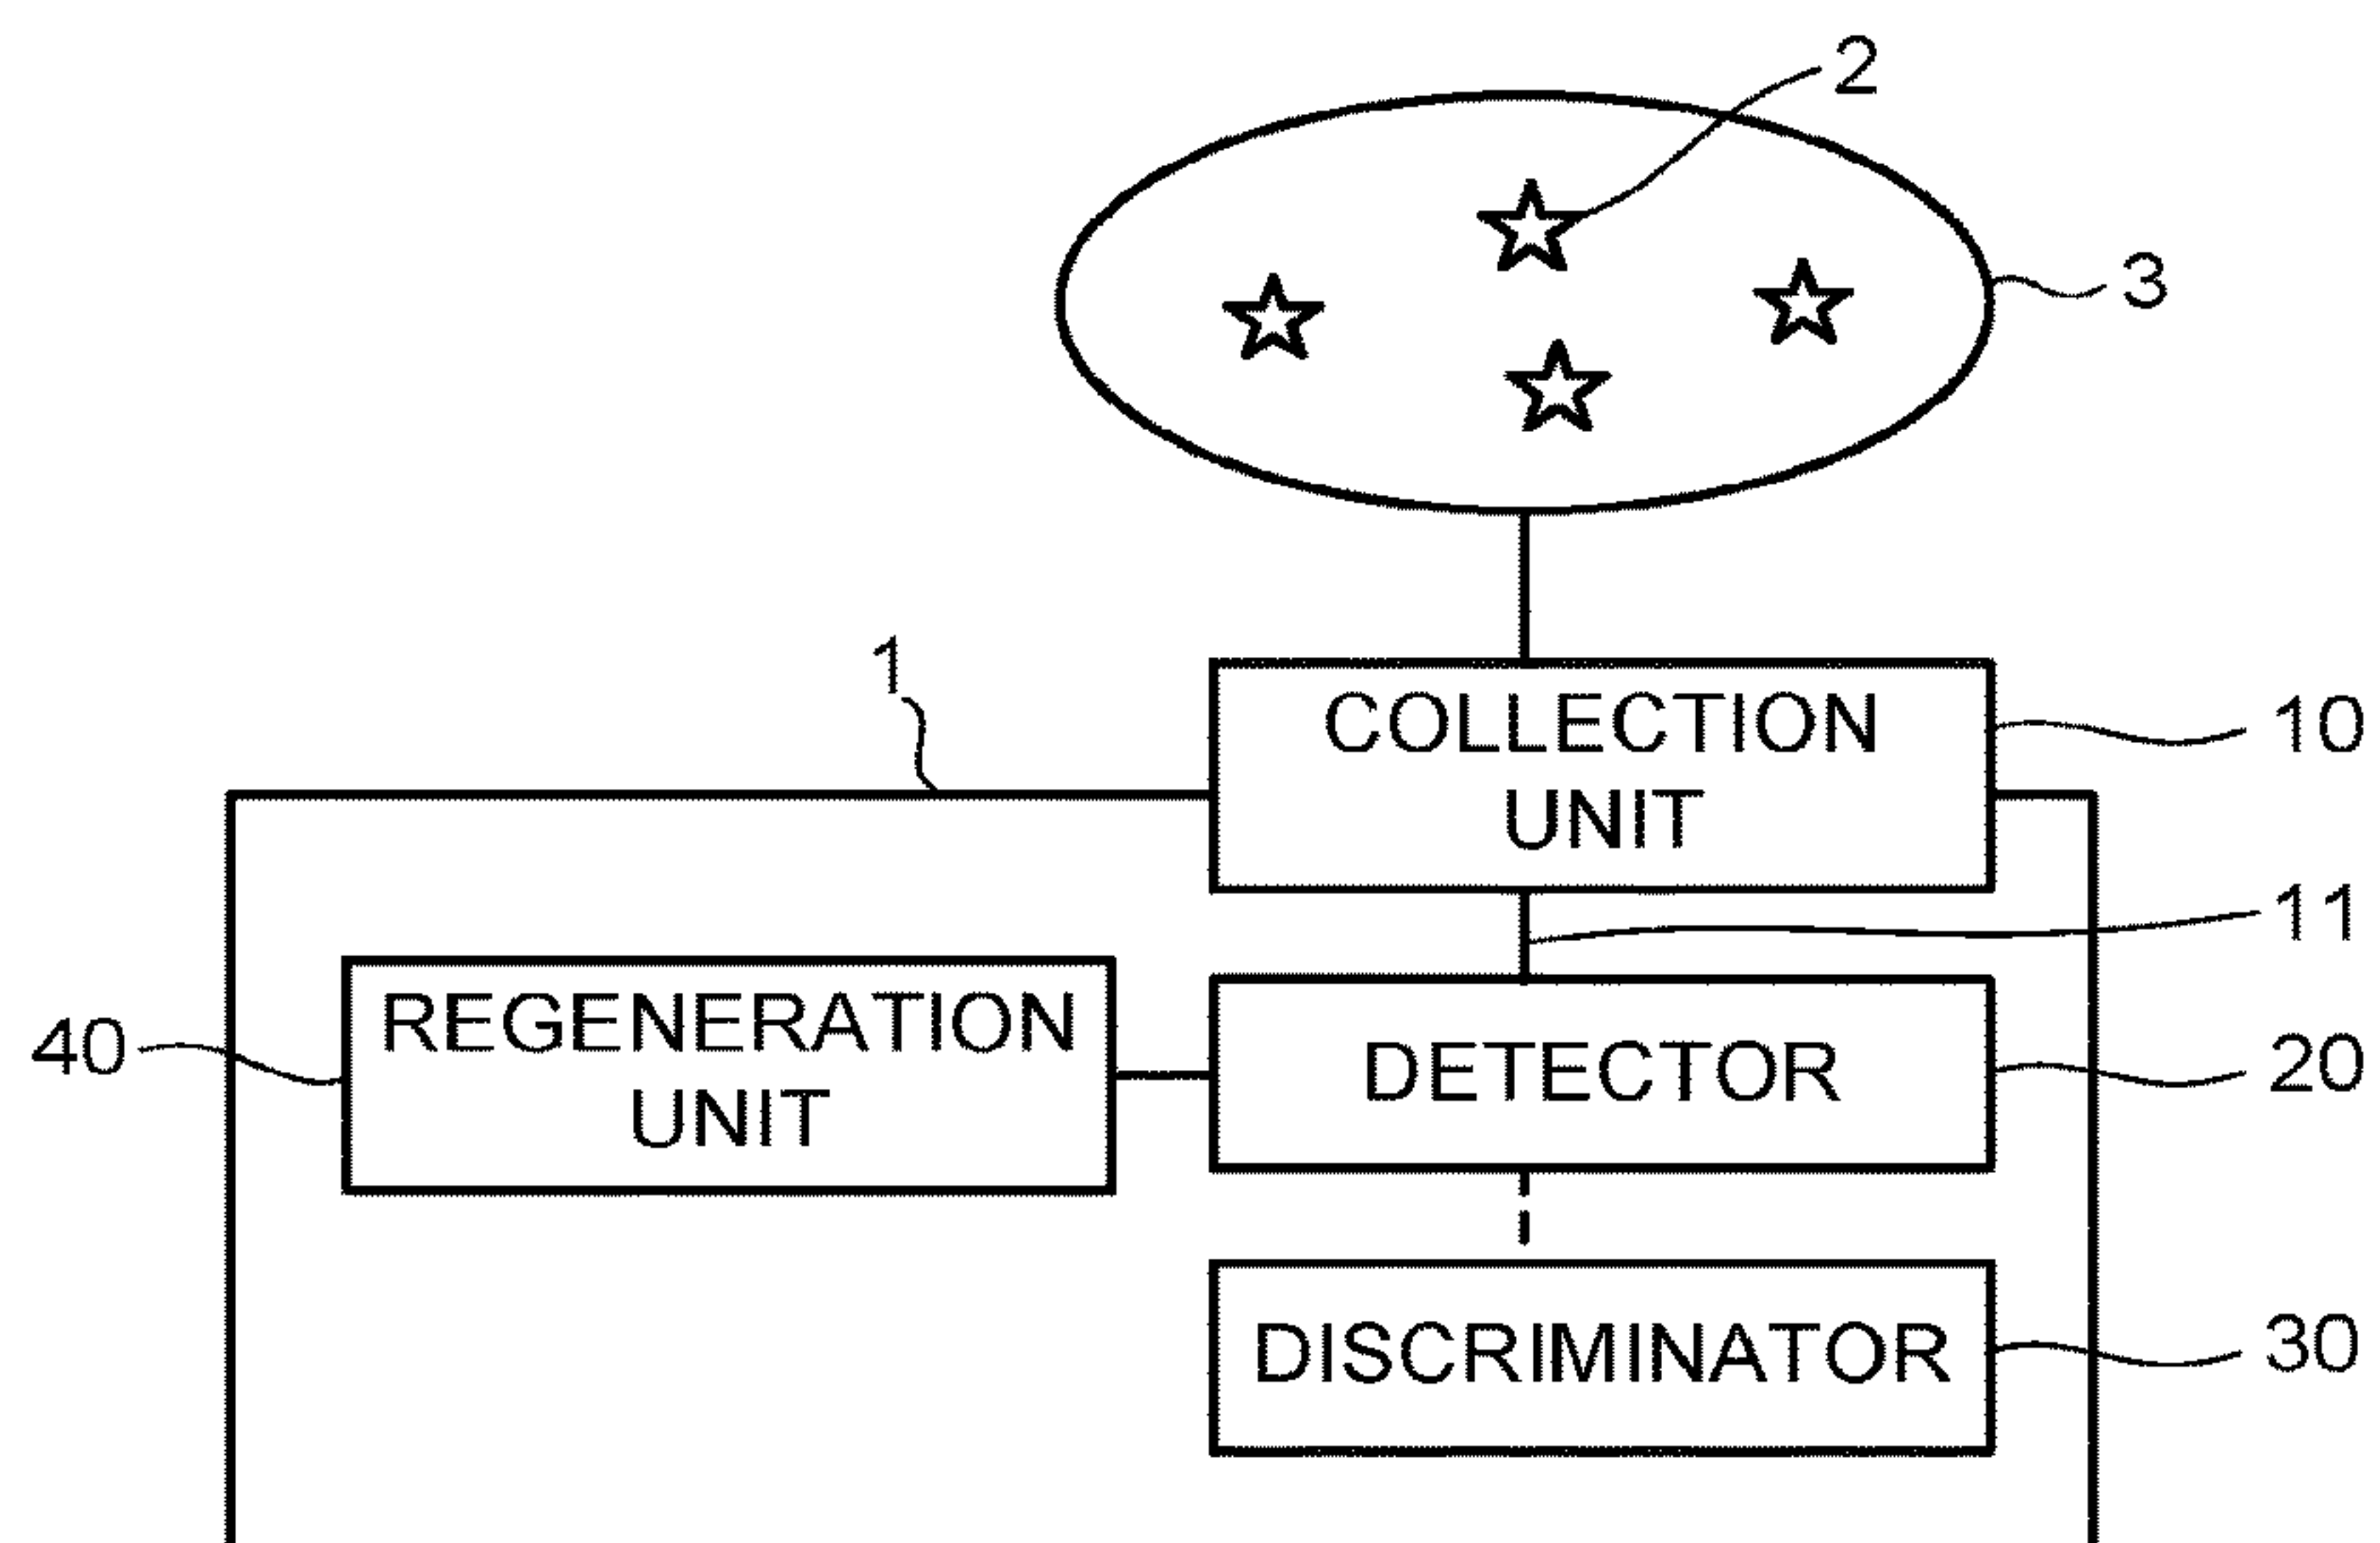 2
3
1
COLLECTION
UNIT
10
11
REGENERATION
UNIT
40
DETECTOR
20
DISCRIMINATOR
30